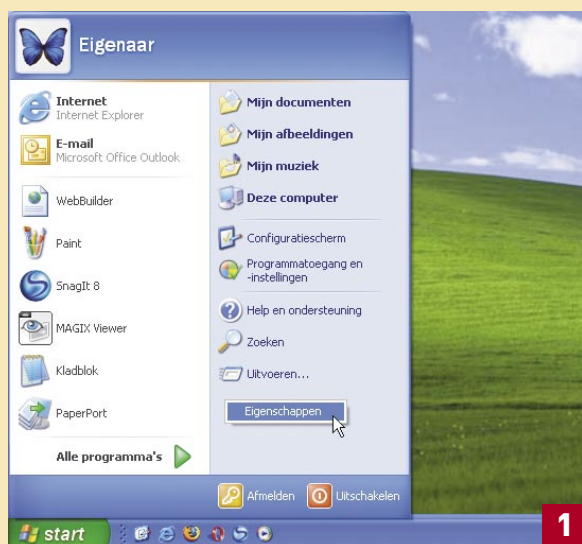 Eigenaar
Internet
Internet Explorer
E-mail
Microsoft Office Outlook
WebBuilder
Paint
SnagIt 8
MAGIX Viewer
Kladblok
PaperPort
Alle programma's
Mijn documenten
Mijn afbeeldingen
Mijn muziek
Deze computer
Configuratiescherm
Programmatoegang en
-instellingen
Help en ondersteuning
Zoeken
Uitvoeren...
Eigenschappen
Afmelden
Uitschakelen
start
1